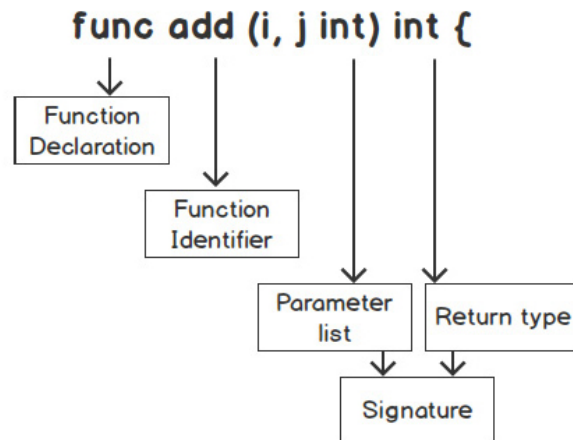 func add (i, j int) int {
Function
Declaration
Function
Identifier
Parameter
list
Return type
Signature